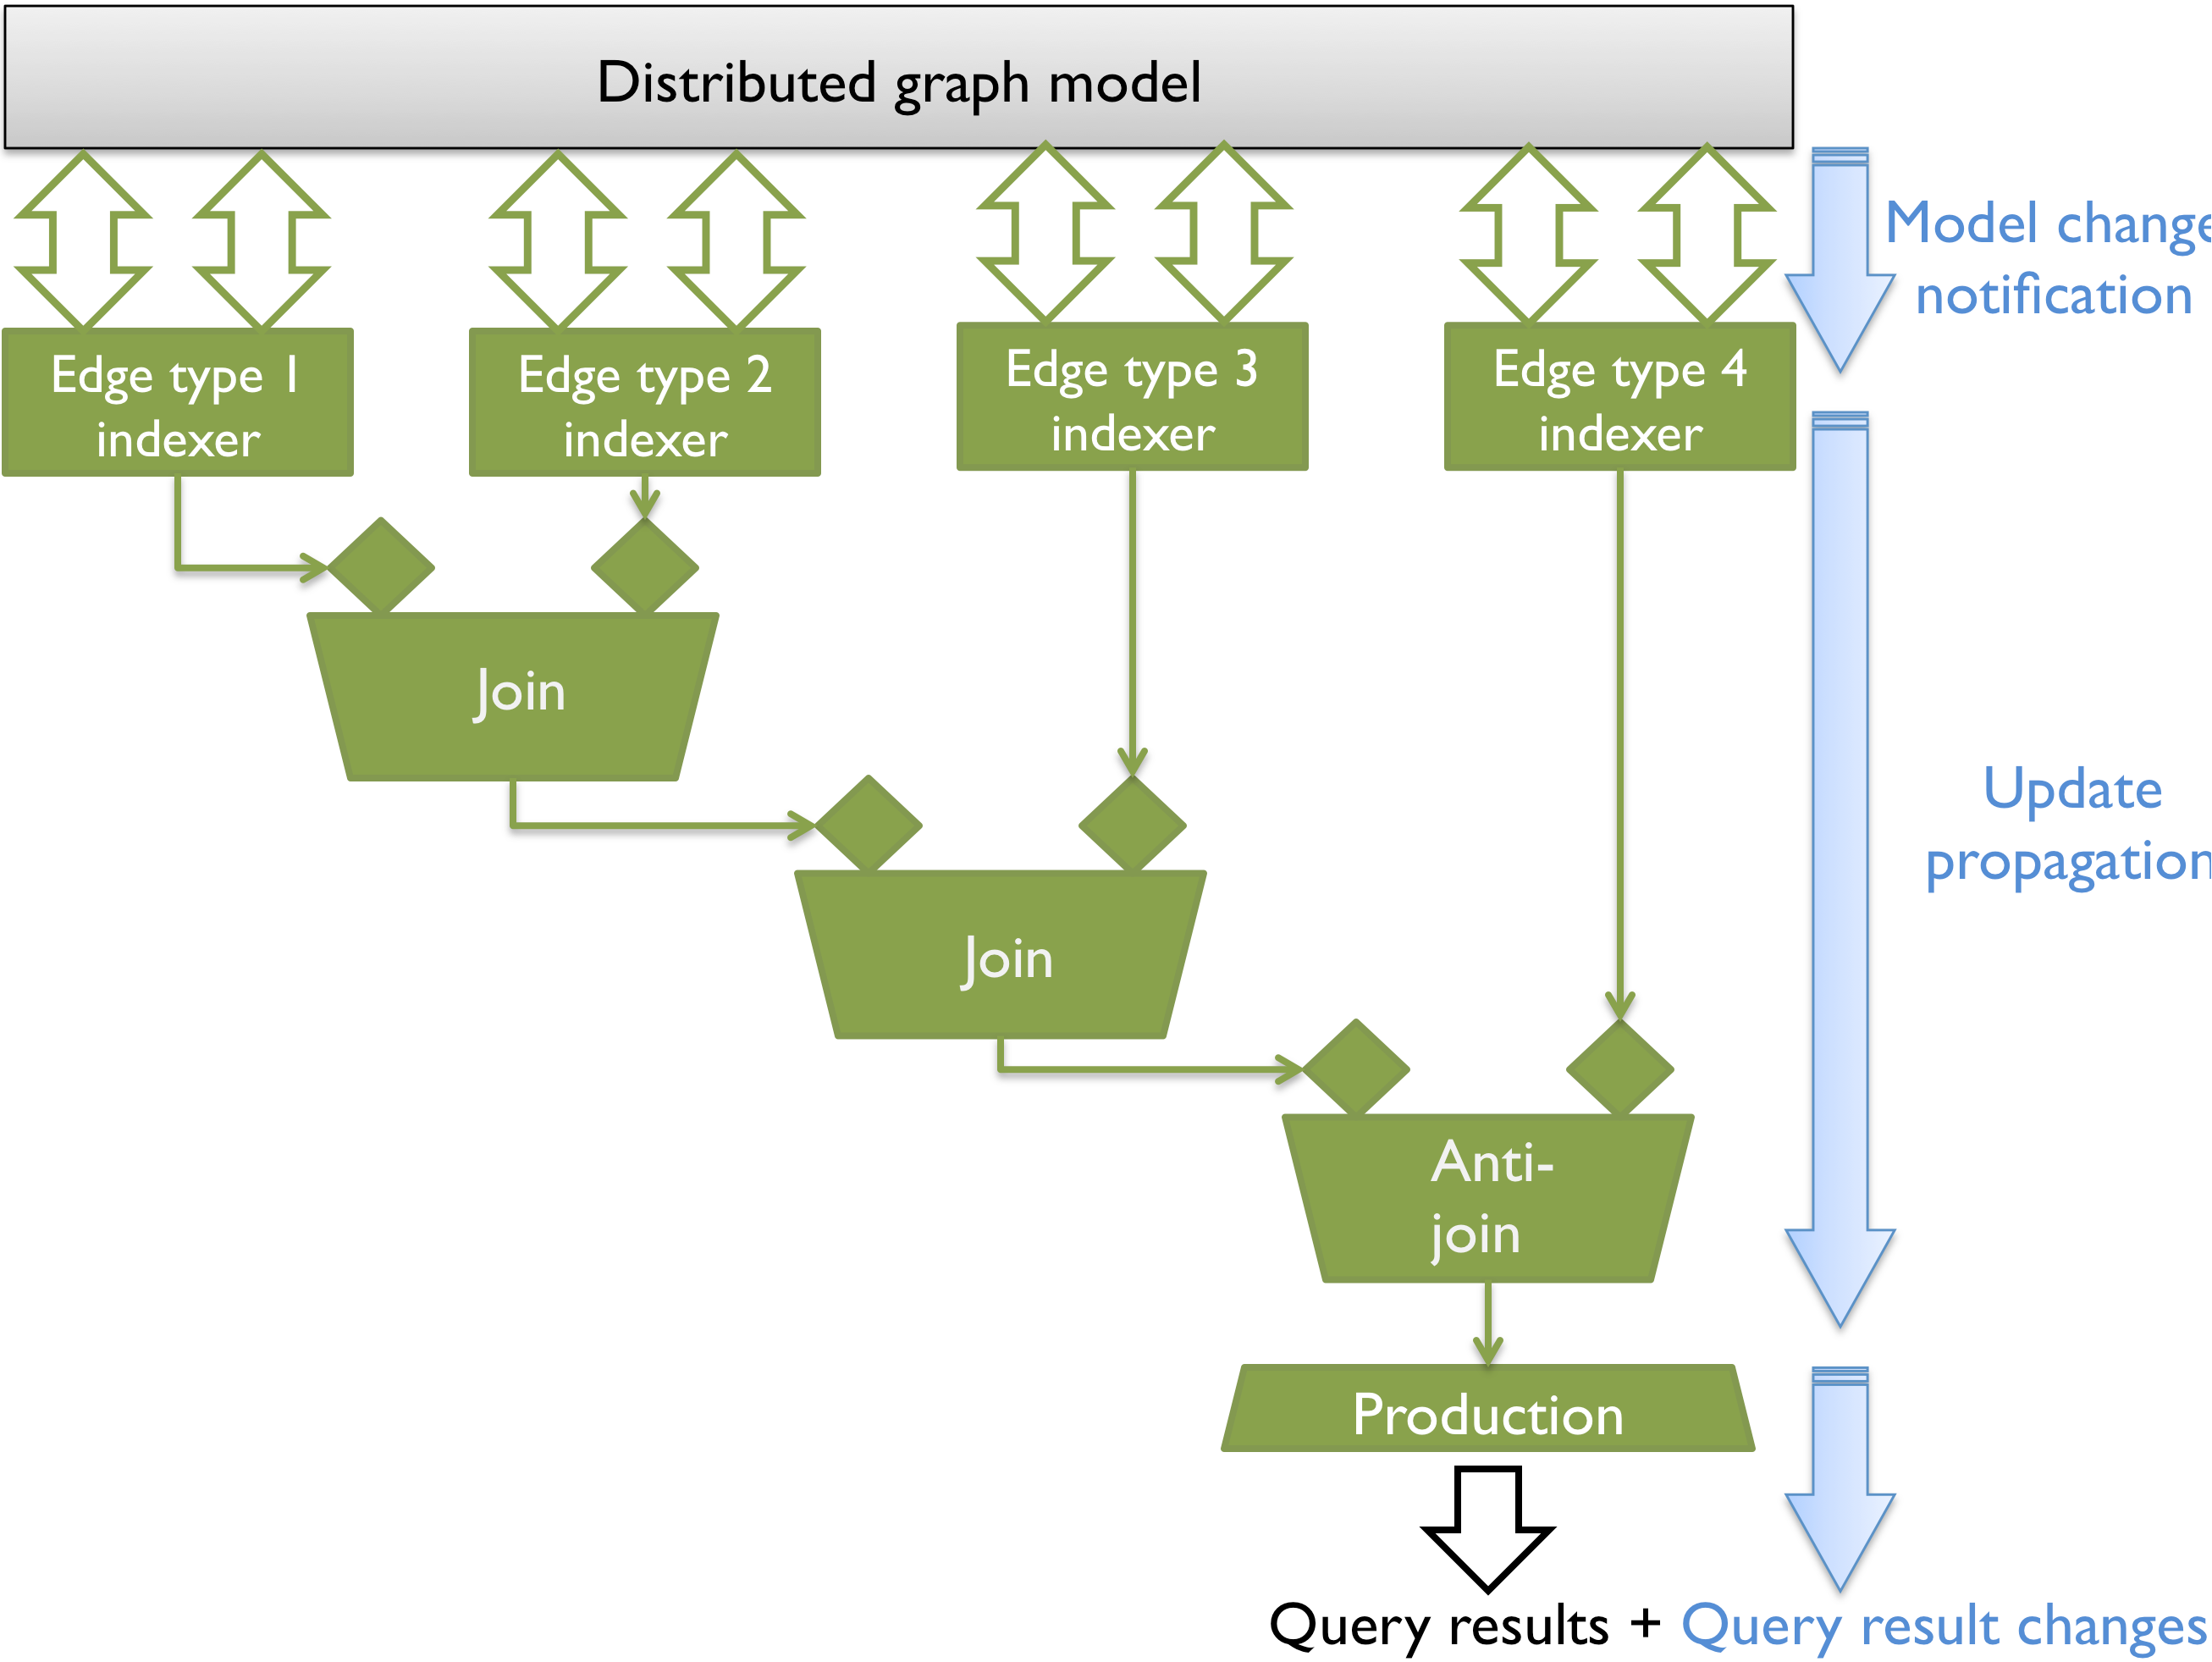 Distributed graph model
Model change
notification
Edge type 1
indexer
Edge type 2
indexer
Edge type 3
indexer
Edge type 4
indexer
Join
Update
propagation
Join
Anti-
join
Production
Query results + Query result changes